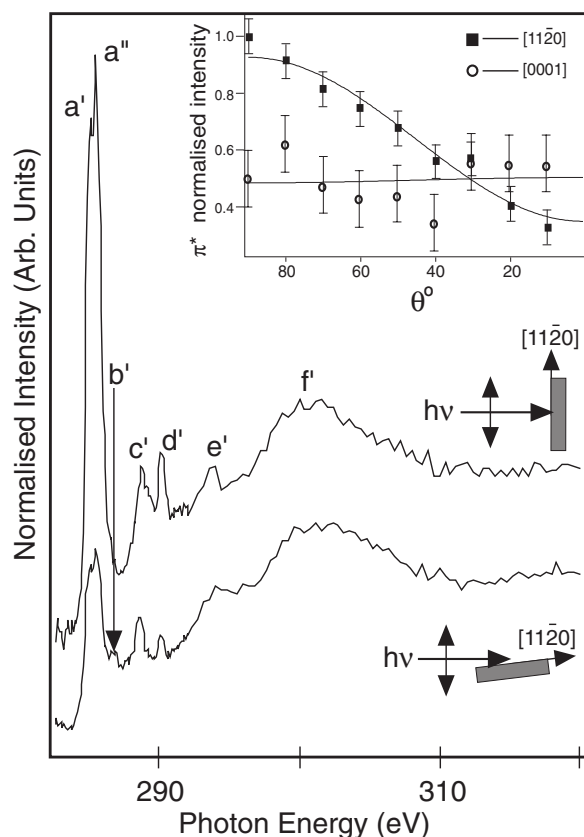 a"
a'
b'
c'
d'
e'
f'
1.0
0.8
0.6
0.4
π* normalised intensity
80
60
40
20
θ°
[112̅0]
[0001]
[112̅0]
hν
[112̅0]
hν
Normalised Intensity (Arb. Units)
290
310
Photon Energy (eV)